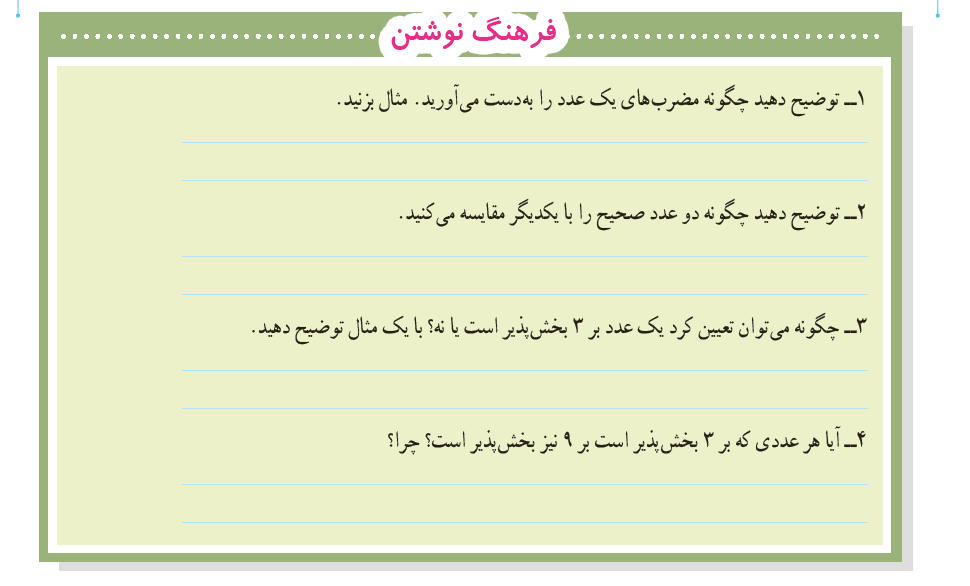 فرهنگ نوشتن
۱ــ توضیح دهید چگونه مضرب‌های یک عدد را به‌دست می‌آورید. مثال بزنید.
۲ــ توضیح دهید چگونه دو عدد صحیح را با یکدیگر مقایسه می‌کنید.
۳ــ چگونه می‌توان تعیین کرد یک عدد بر ۳ بخش‌پذیر است یا نه؟ با یک مثال توضیح دهید.
۴ــ آیا هر عددی که بر ۳ بخش‌پذیر است بر ۹ نیز بخش‌پذیر است؟ چرا؟